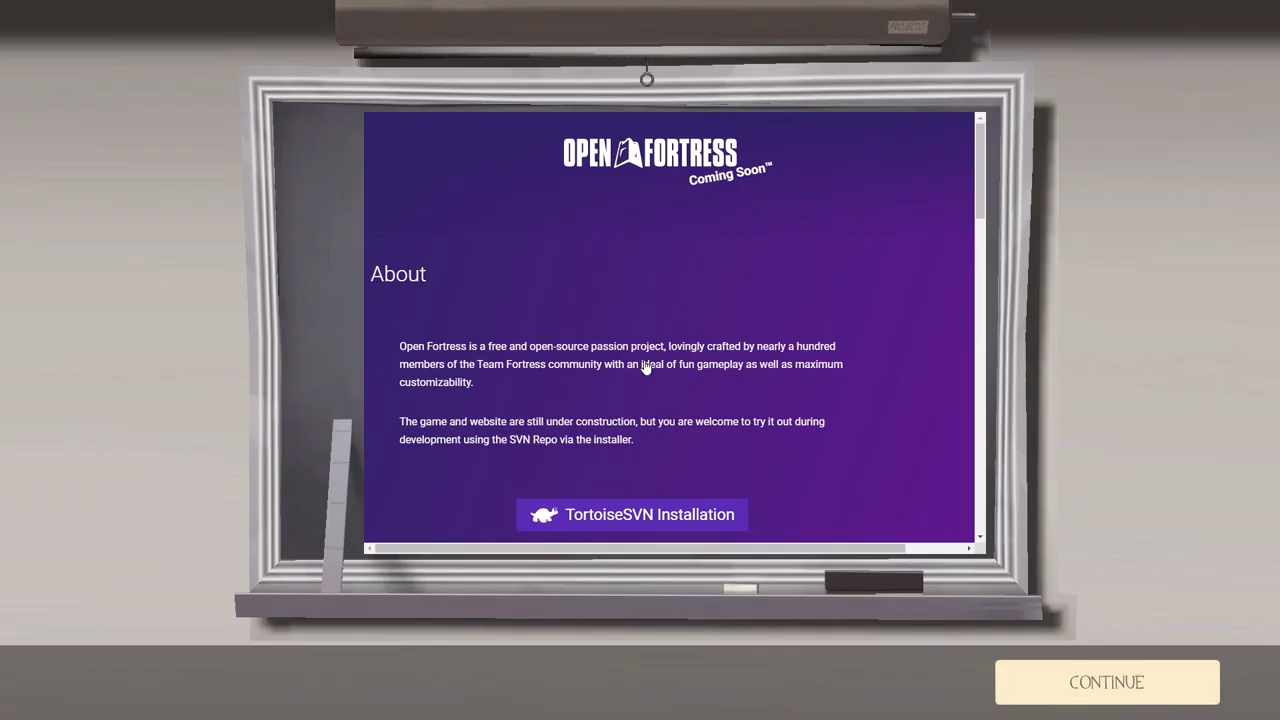 PROJECTO
OPEN FORTRESS
Coming Soon™
About
Open Fortress is a free and open-source passion project, lovingly crafted by nearly a hundred
members of the Team Fortress community with an ideal of fun gameplay as well as maximum
customizability.
The game and website are still under construction, but you are welcome to try it out during
development using the SVN Repo via the installer.
TortoiseSVN Installation
CONTINUE